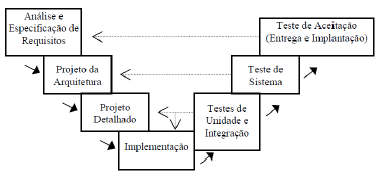 Análise e
Especificação de
Requisitos
Teste de Aceitação
(Entrega e Implantação)
Projeto da
Arquitetura
Teste de
Sistema
Projeto
Detalhado
Testes de
Unidade e
Integração
Implementação